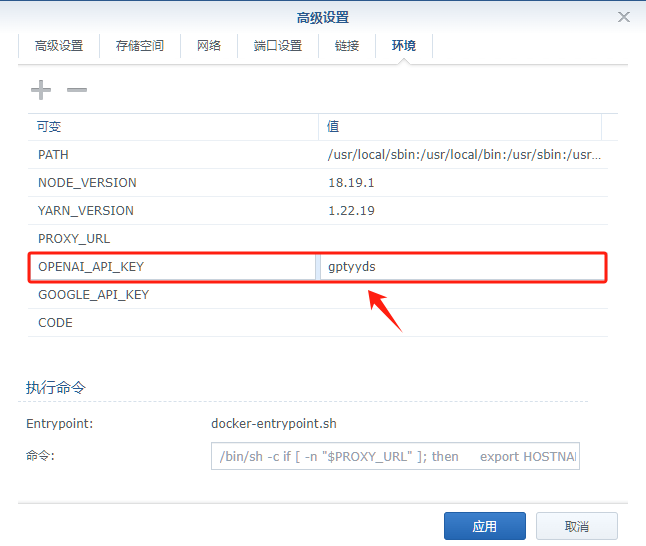 高级设置
高级设置 存储空间 网络 端口设置 链接 环境
可变 值
PATH /usr/local/sbin:/usr/local/bin:/usr/sbin:/usr...
NODE_VERSION 18.19.1
YARN_VERSION 1.22.19
PROXY_URL
OPENAI_API_KEY gptyyds
GOOGLE_API_KEY
CODE
执行命令
Entrypoint: docker-entrypoint.sh
命令: /bin/sh -c if [ -n "$PROXY_URL" ]; then export HOSTNA
应用 取消